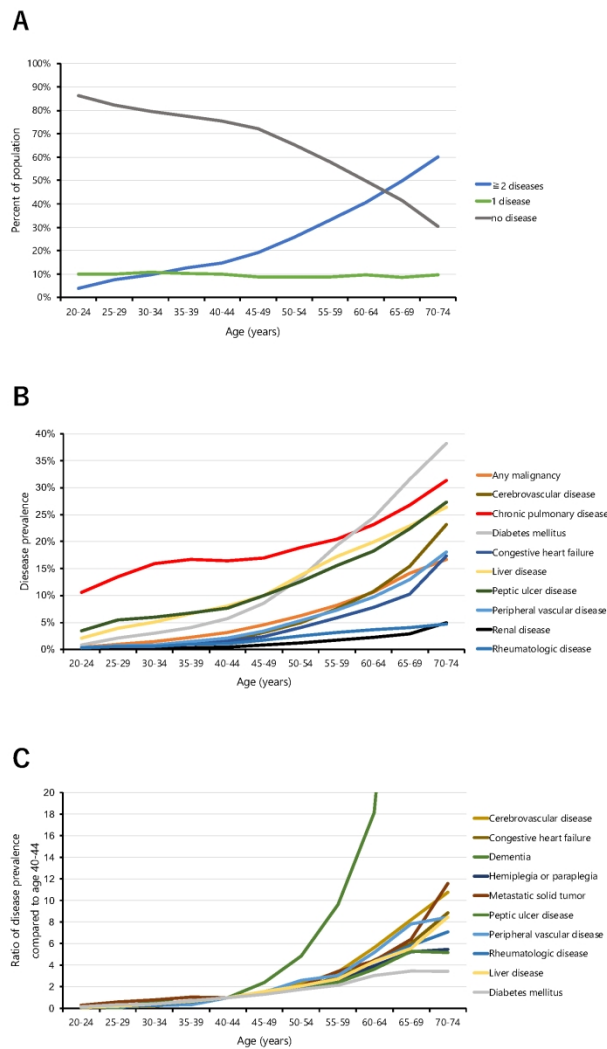 A
100%
90%
80%
70%
60%
50%
40%
30%
20%
10%
0%
Percent of population
20-24 25-29 30-34 35-39 40-44 45-49 50-54 55-59 60-64 65-69 70-74
Age (years)
≧2 diseases
1 disease
no disease
B
40%
35%
30%
25%
20%
15%
10%
5%
0%
Diesease prevalence
20-24 25-29 30-34 35-39 40-44 45-49 50-54 55-59 60-64 65-69 70-74
Age (years)
Any malignancy
Cerebrovascular disease
Chronic pulmonary disease
Diabetes mellitus
Congestive heart failure
Liver disease
Peptic ulcer disease
Peripheral vascular disease
Renal disease
Rheumatologic disease
C
20
18
16
14
12
10
8
6
4
2
0
Ratio of disease prevalence
compared to age 40-44
20-24 25-29 30-34 35-39 40-44 45-49 50-54 55-59 60-64 65-69 70-74
Age (years)
Cerebrovascular disease
Congestive heart failure
Dementia
Hemiplegia or paraplegia
Metastatic solid tumor
Peptic ulcer disease
Peripheral vascular disease
Rheumatologic disease
Liver disease
Diabetes mellitus